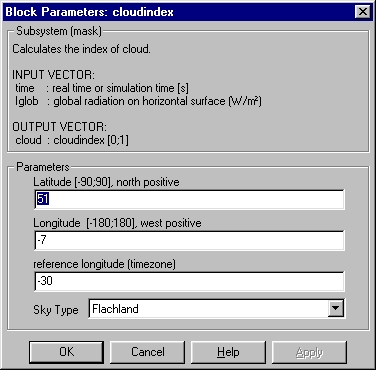 Block Parameters: cloudindex
Subsystem (mask)
Calculates the index of cloud.
INPUT VECTOR:
time : real time or simulation time [s]
Iglob : global radiation on horizontal surface (W/m²)
OUTPUT VECTOR:
cloud : cloudindex [0;1]
Parameters
Latitude [-90;90], north positive
51
Longitude [-180;180], west positive
-7
reference longitude (timezone)
-30
Sky Type Flachland
OK Cancel Help Apply